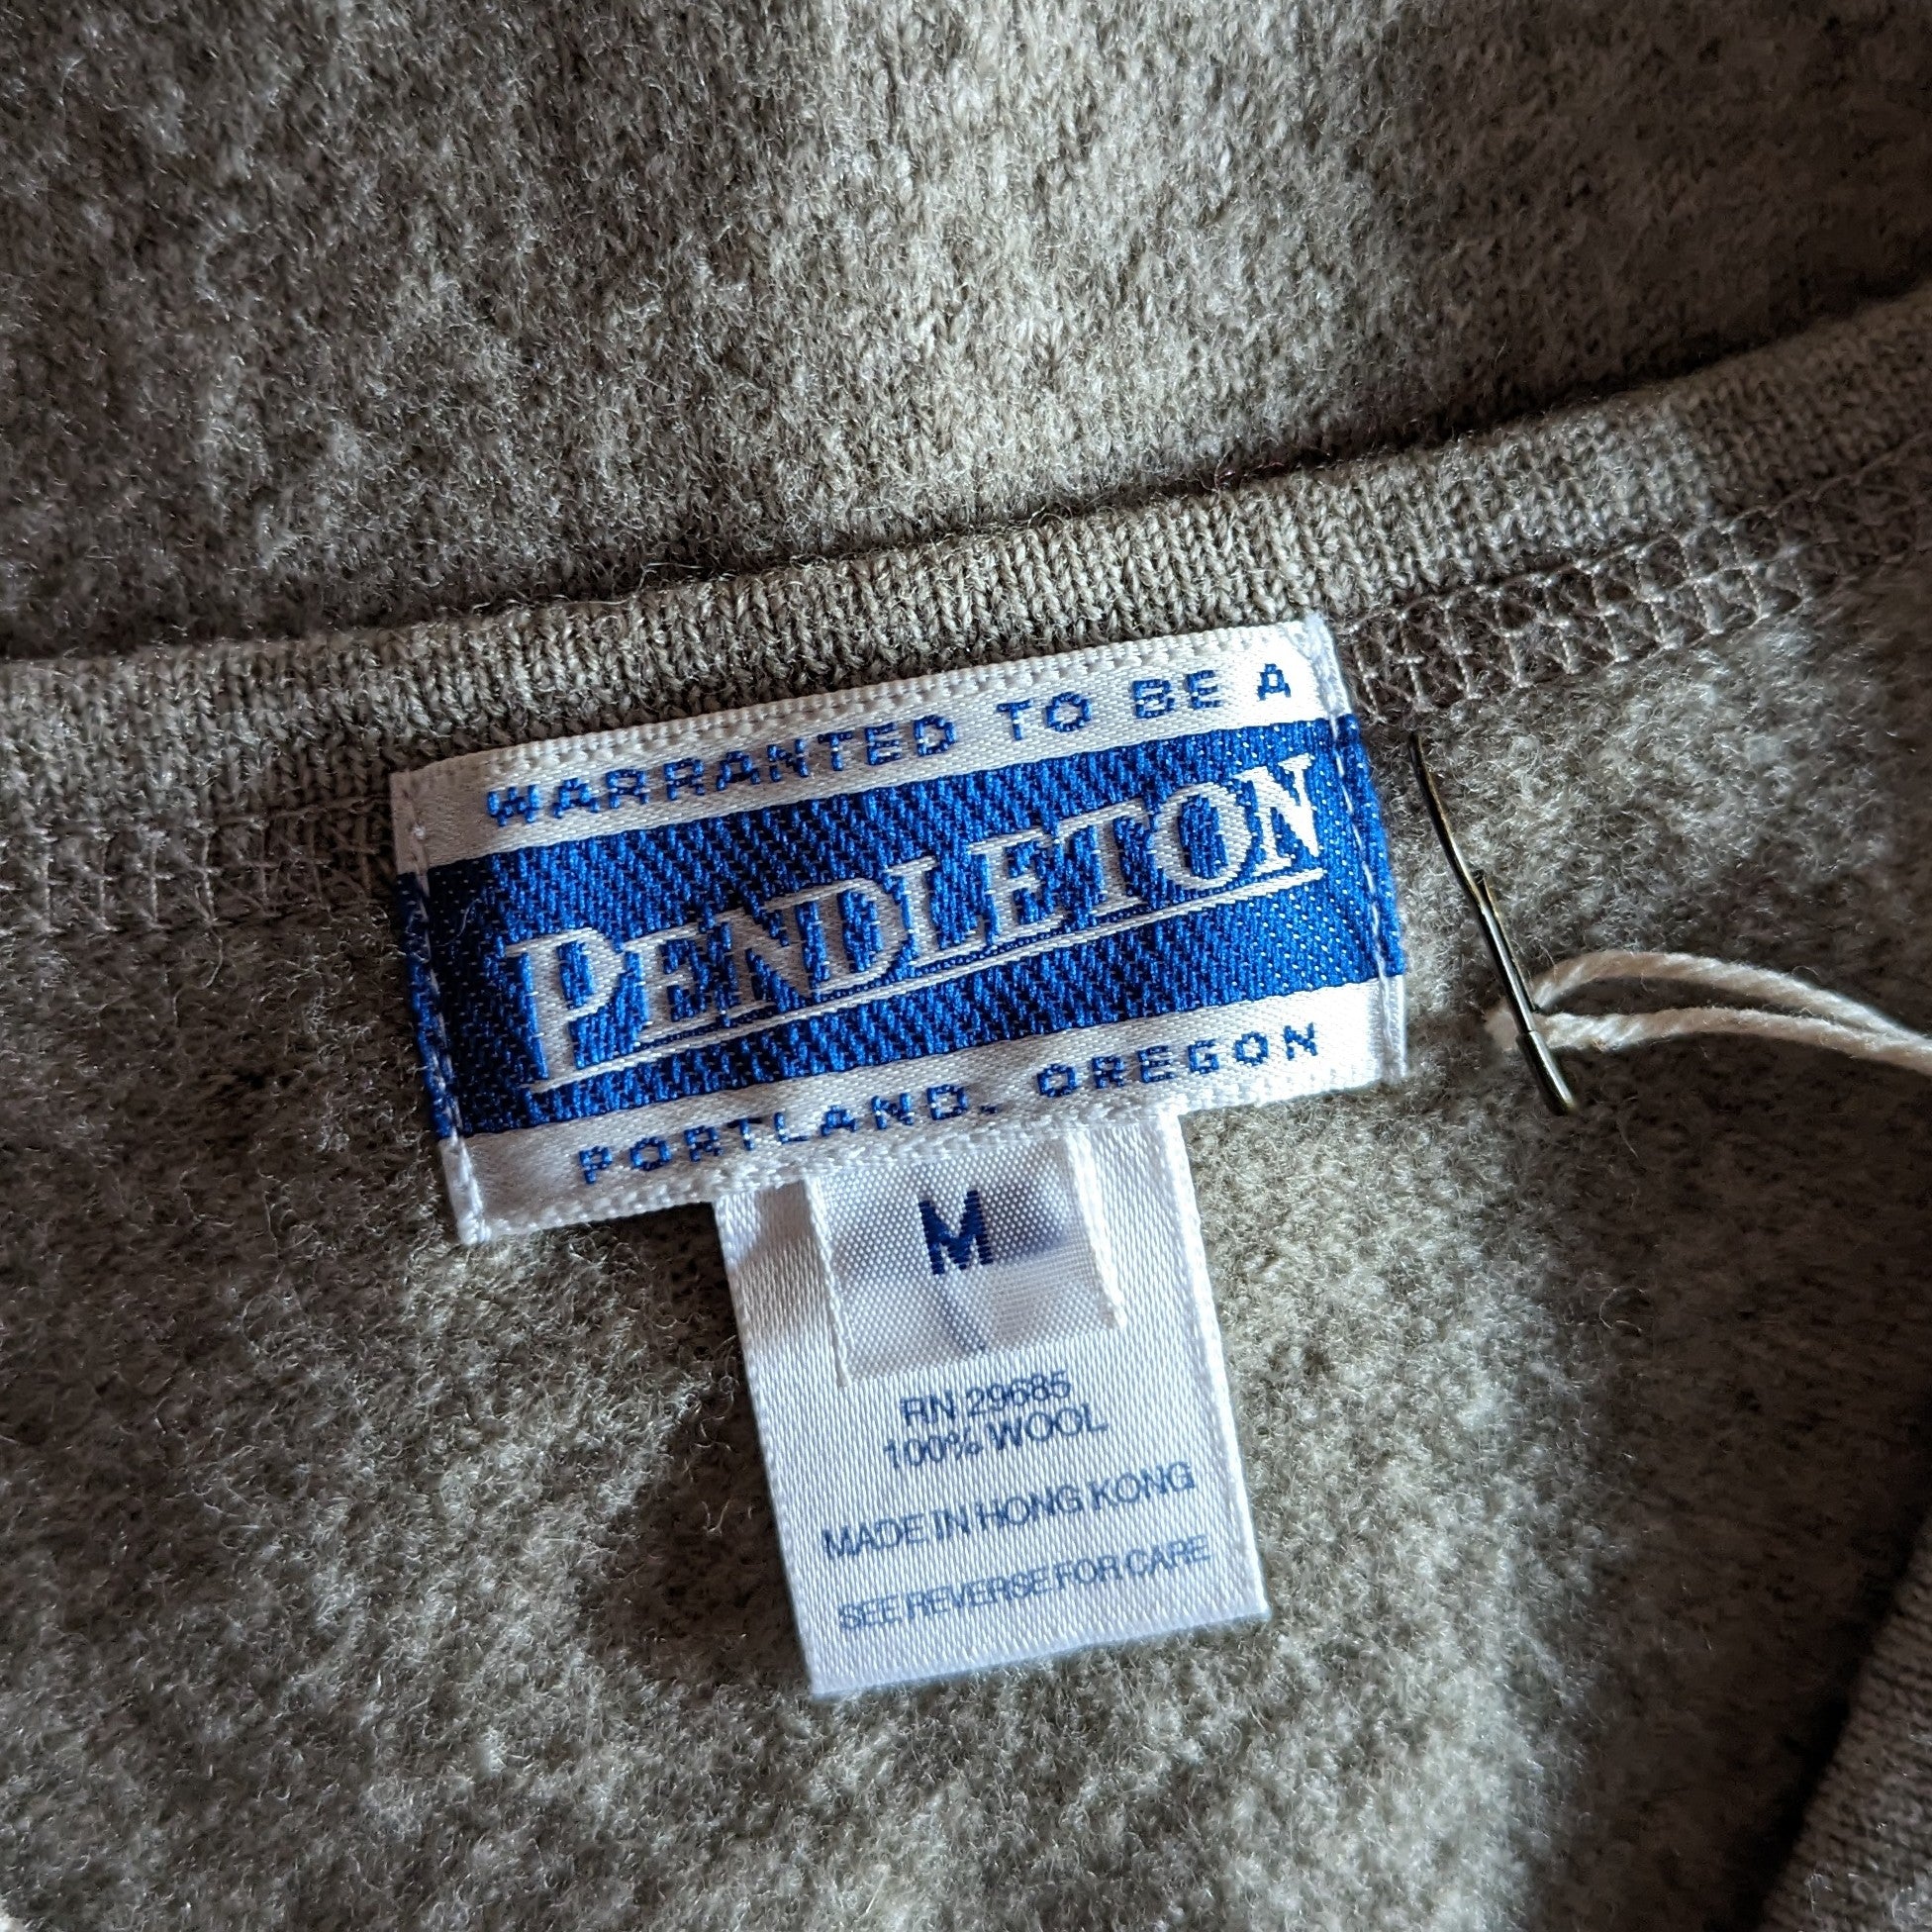 WARRANTED TO BE A
PENDLETON
PORTLAND, OREGON
M
RN 29685
100% WOOL
MADE IN HONG KONG
SEE REVERSE FOR CARE